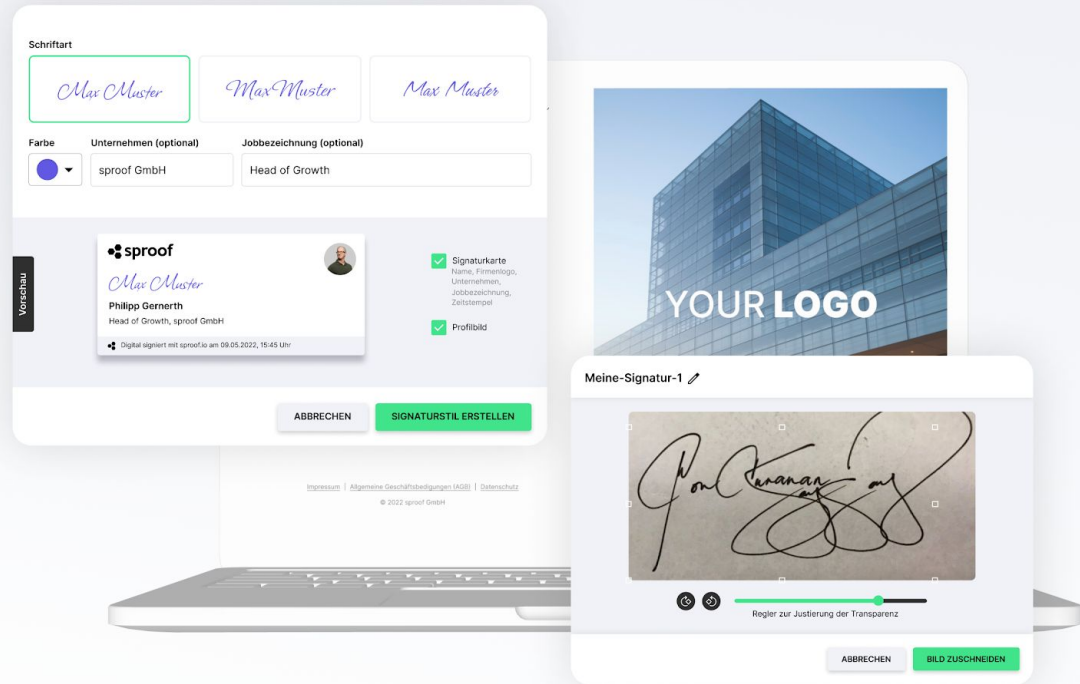 Schriftart
Max Muster
Max Muster
Max Muster
Farbe
Unternehmen (optional)
Jobbezeichnung (optional)
sproof GmbH
Head of Growth
Vorschau
sproof
Max Muster
Philipp Gernerth
Head of Growth, sproof GmbH
Digital signiert mit sproof.io am 09.05.2022, 15:45 Uhr
Signaturkarte
Name, Firmenlogo,
Unternehmen,
Jobbezeichnung,
Zeitstempel
Profilbild
ABBRECHEN
SIGNATURSTIL ERSTELLEN
YOUR LOGO
Impressum | Allgemeine Geschäftsbedigungen (AGB) | Datenschutz
© 2022 sproof GmbH
Meine-Signatur-1
Regler zur Justierung der Transparenz
ABBRECHEN
BILD ZUSCHNEIDEN